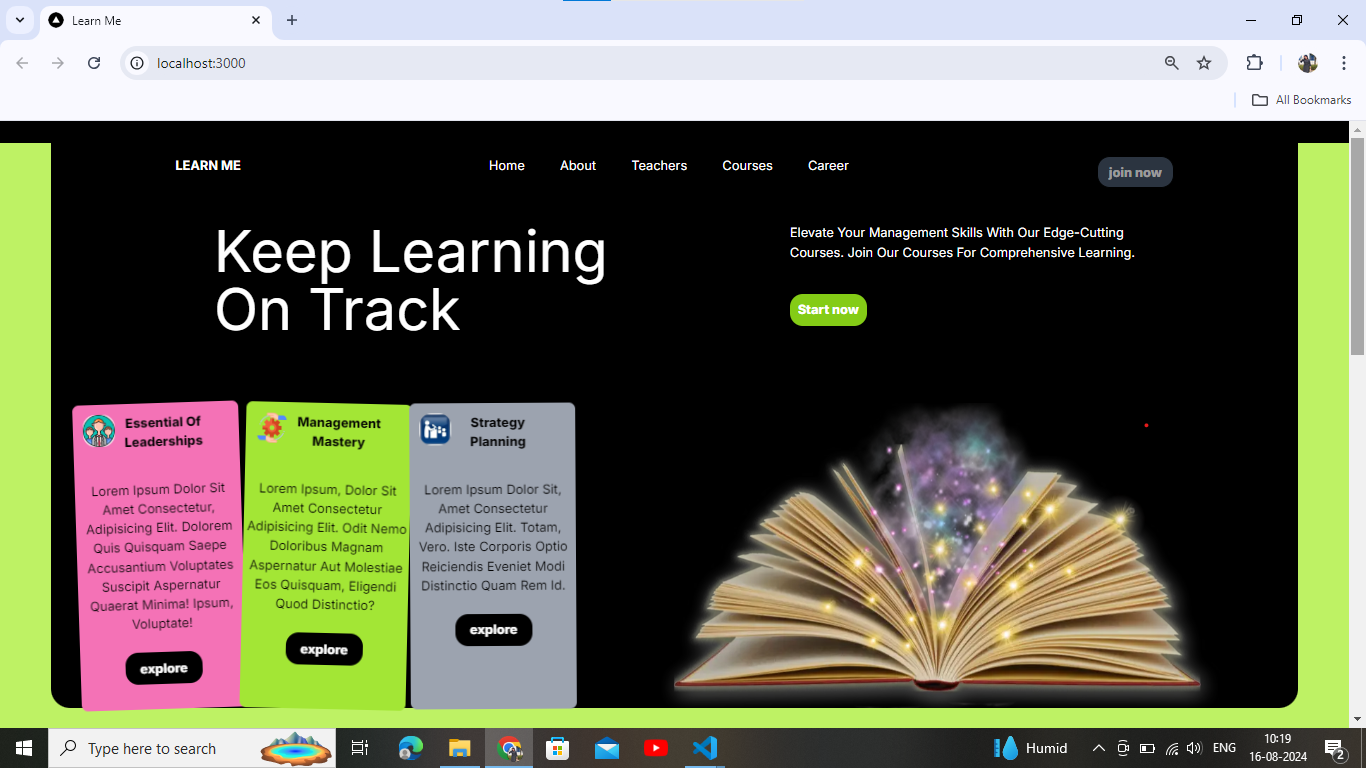 Learn Me
localhost:3000
All Bookmarks
LEARN ME
Home
About
Teachers
Courses
Career
join now
Keep Learning
On Track
Elevate Your Management Skills With Our Edge-Cutting
Courses. Join Our Courses For Comprehensive Learning.
Start now
Essential Of
Leaderships
Lorem Ipsum Dolor Sit
Amet Consectetur,
Adipisicing Elit. Dolorem
Quis Quisquam Saepe
Accusantium Voluptates
Suscipit Aspernatur
Quaerat Minima! Ipsum,
Voluptate!
explore
Management
Mastery
Lorem Ipsum, Dolor Sit
Amet Consectetur
Adipisicing Elit. Odit Nemo
Doloribus Magnam
Aspernatur Aut Molestiae
Eos Quisquam, Eligendi
Quod Distinctio?
explore
Strategy
Planning
Lorem Ipsum Dolor Sit,
Amet Consectetur
Adipisicing Elit. Totam,
Vero. Iste Corporis Optio
Reiciendis Eveniet Modi
Distinctio Quam Rem Id.
explore
Type here to search
Humid
ENG
10:19
16-08-2024
2